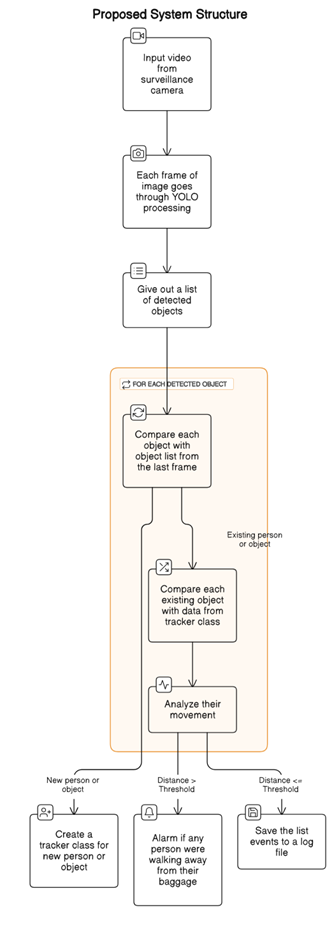 Proposed System Structure
Input video
from
surveillance
camera
Each frame of
image goes
through YOLO
processing
Give out a list
of detected
objects
FOR EACH DETECTED OBJECT
Compare each
object with
object list from
the last frame
Existing person
or object
Compare each
existing object
with data from
tracker class
Analyze their
movement
New person or
object
Distance >
Threshold
Distance <=
Threshold
Create a
tracker class for
new person or
object
Alarm if any
person were
walking away
from their
baggage
Save the list
events to a log
file